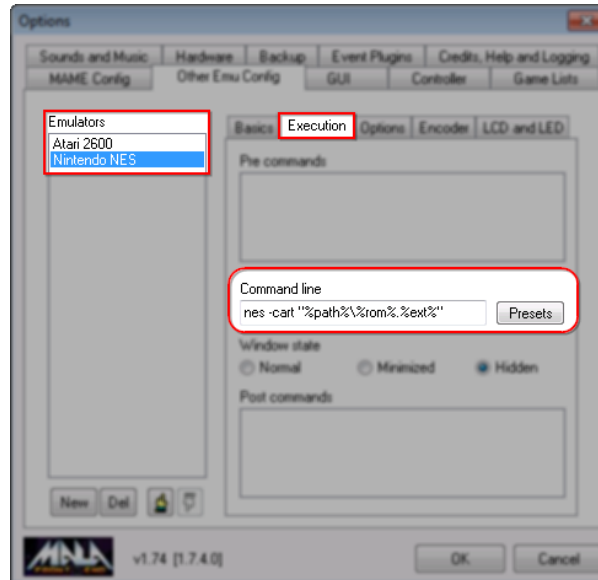 Options
Sounds and Music Hardware Backup Event Plugins Credits, Help and Logging
MAME Config Other Emu Config GUI Controller Game Lists
Emulators
Atari 2600
Nintendo NES
Basics Execution Options Encoder LCD and LED
Pre commands
Command line
nes -cart "%path%\%rom%.%ext%" Presets
Window state
Normal Minimized Hidden
Post commands
New Del
MALA
v1.74 [1.7.4.0] OK Cancel